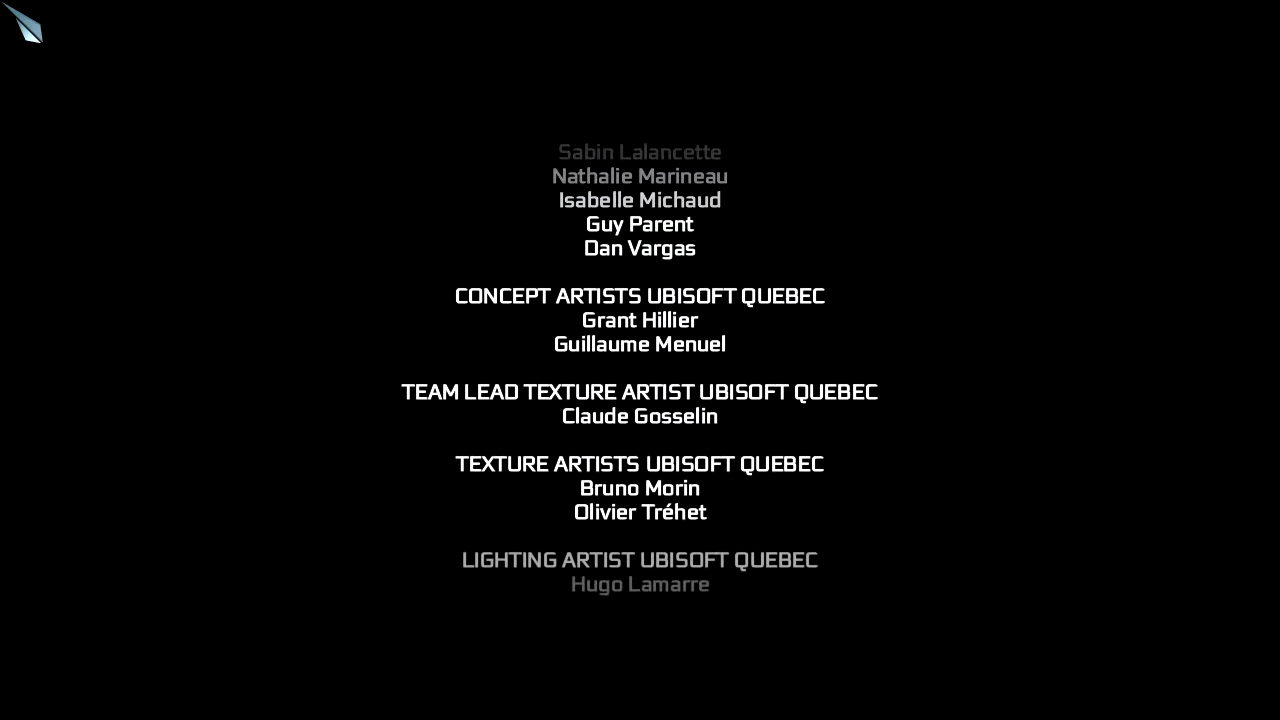 Sabin Lalancette
Nathalie Marineau
Isabelle Michaud
Guy Parent
Dan Vargas
CONCEPT ARTISTS UBISOFT QUEBEC
Grant Hillier
Guillaume Menuel
TEAM LEAD TEXTURE ARTIST UBISOFT QUEBEC
Claude Gosselin
TEXTURE ARTISTS UBISOFT QUEBEC
Bruno Morin
Olivier Tréhet
LIGHTING ARTIST UBISOFT QUEBEC
Hugo Lamarre